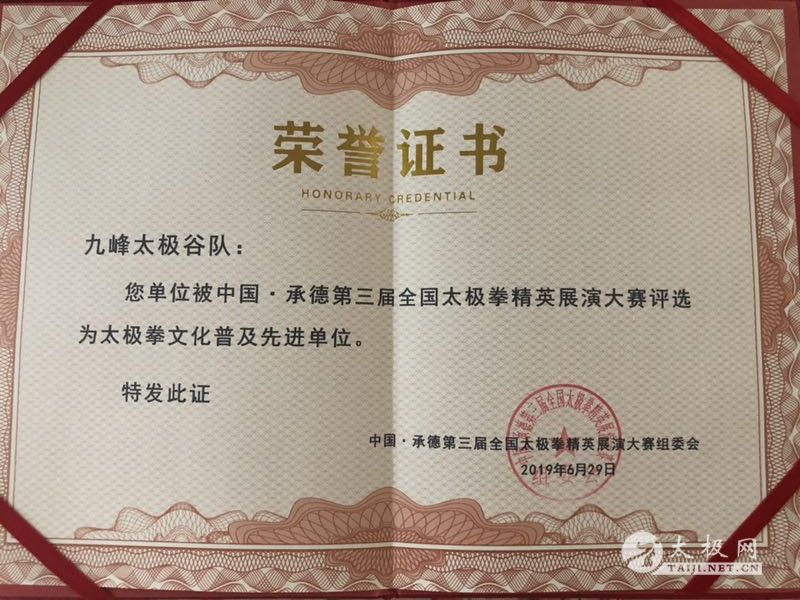 荣誉证书
HONORARY CREDENTIAL
九峰太极谷队：
您单位被中国·承德第三届全国太极拳精英展演大赛评选
为太极拳文化普及先进单位。
特发此证
中国·承德第三届全国太极拳精英展演大赛组委会
2019年6月29日
组委会
太极网
TAIJI.NET.CN